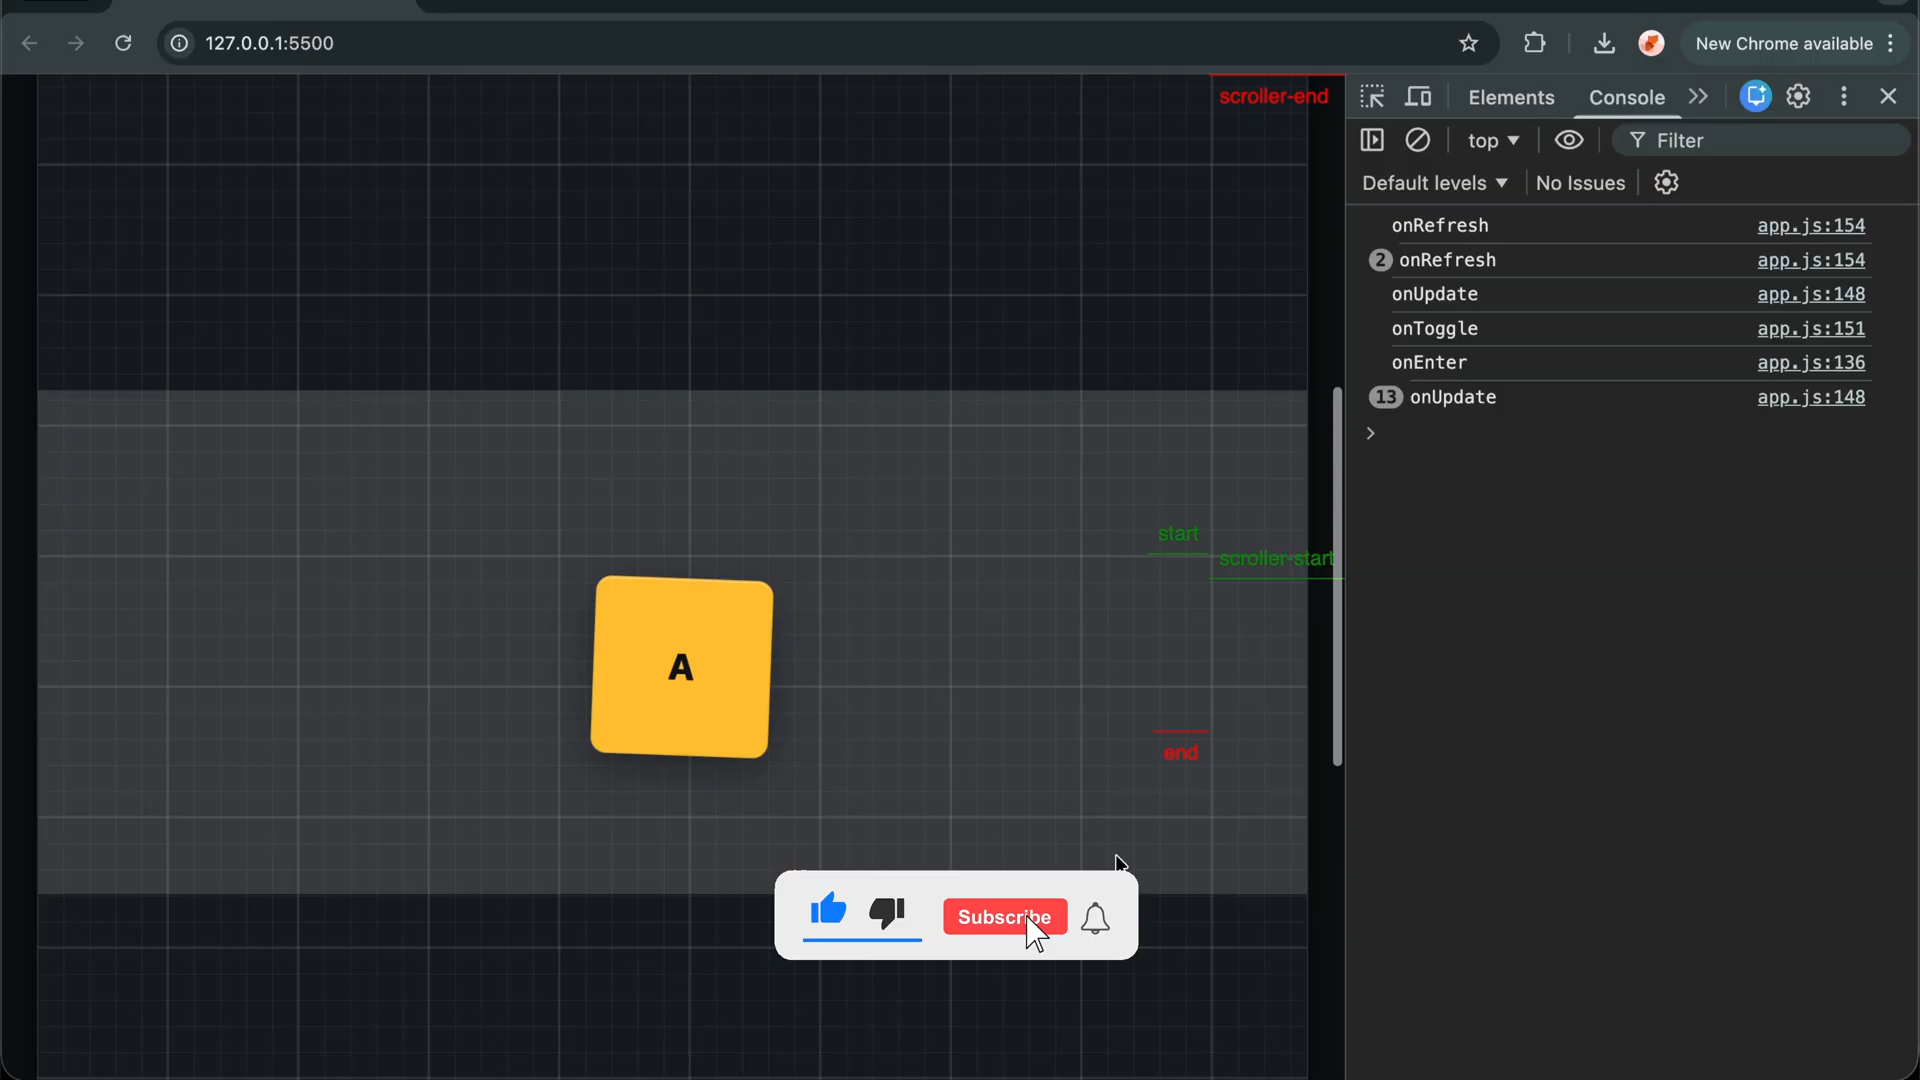 127.0.0.1:5500
New Chrome available
scroller-end
Elements
Console
top
Filter
Default levels
No Issues
onRefresh app.js:154
2 onRefresh app.js:154
onUpdate app.js:148
onToggle app.js:151
onEnter app.js:136
13 onUpdate app.js:148
start
scroller-start
A
end
Subscribe